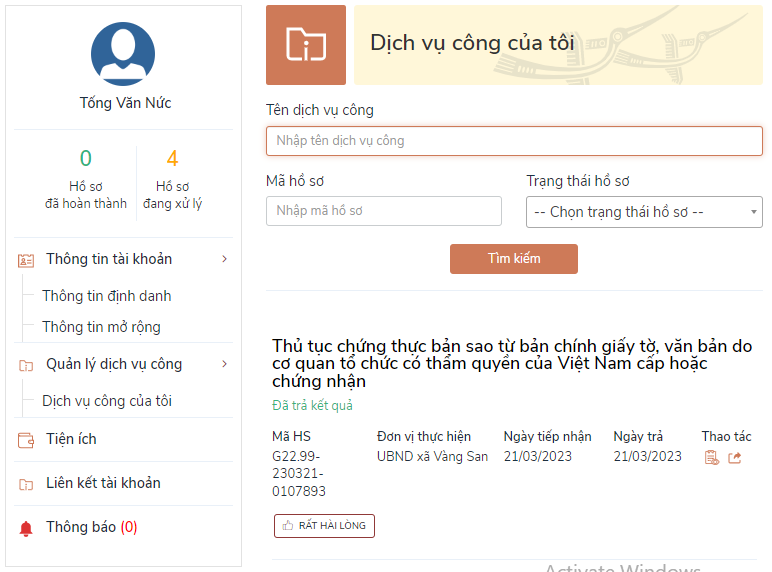 Tống Văn Nức
0
Hồ sơ
đã hoàn thành
4
Hồ sơ
đang xử lý
Thông tin tài khoản
Thông tin định danh
Thông tin mở rộng
Quản lý dịch vụ công
Dịch vụ công của tôi
Tiện ích
Liên kết tài khoản
Thông báo (0)
Dịch vụ công của tôi
Tên dịch vụ công
Nhập tên dịch vụ công
Mã hồ sơ
Trạng thái hồ sơ
Nhập mã hồ sơ
-- Chọn trạng thái hồ sơ --
Tìm kiếm
Thủ tục chứng thực bản sao từ bản chính giấy tờ, văn bản do
cơ quan tổ chức có thẩm quyền của Việt Nam cấp hoặc
chứng nhận
Đã trả kết quả
Mã HS Đơn vị thực hiện Ngày tiếp nhận Ngày trả Thao tác
G22.99- UBND xã Vàng San 21/03/2023 21/03/2023
230321-
0107893
RẤT HÀI LÒNG
Activate Windows